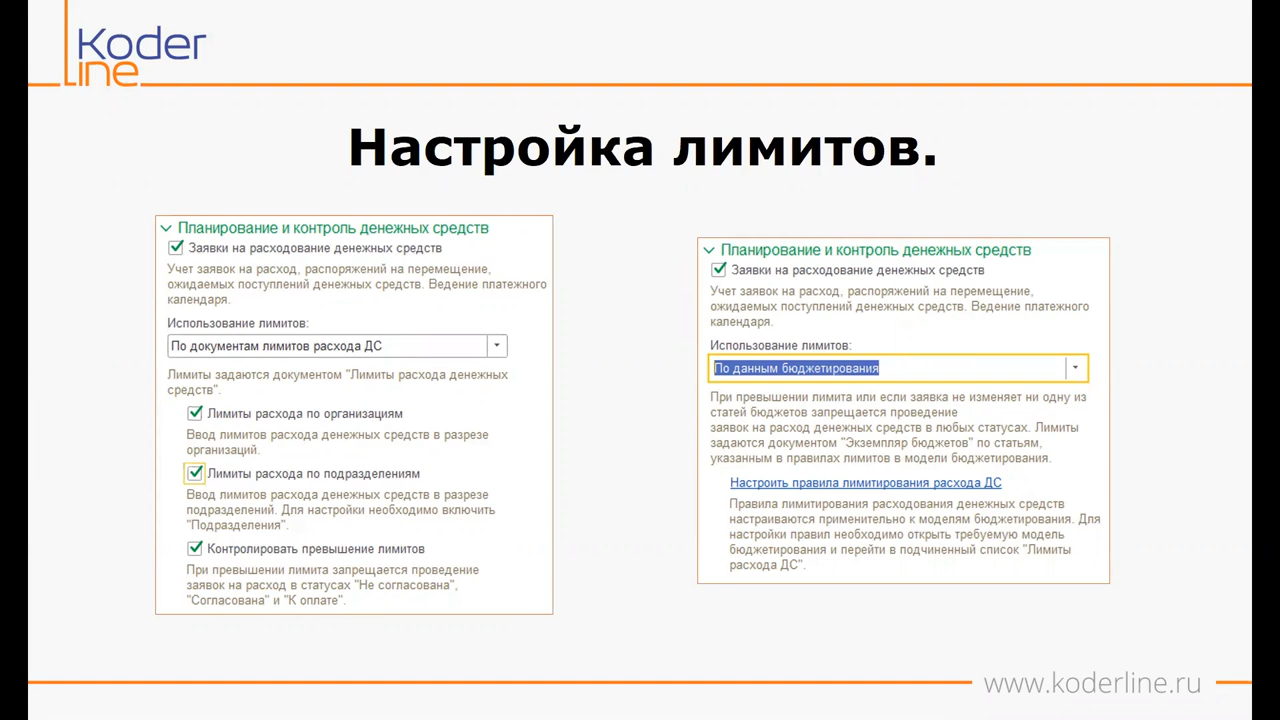 Koder
line
Настройка лимитов.
Планирование и контроль денежных средств
Заявки на расходование денежных средств
Учет заявок на расход, распоряжений на перемещение,
ожидаемых поступлений денежных средств. Ведение платежного
календаря.
Использование лимитов:
По документам лимитов расхода ДС
Лимиты задаются документом "Лимиты расхода денежных
средств".
Лимиты расхода по организациям
Ввод лимитов расхода денежных средств в разрезе
организаций.
Лимиты расхода по подразделениям
Ввод лимитов расхода денежных средств в разрезе
подразделений. Для настройки необходимо включить
"Подразделения".
Контролировать превышение лимитов
При превышении лимита запрещается проведение
заявок на расход в статусах "Не согласована",
"Согласована" и "К оплате".
Планирование и контроль денежных средств
Заявки на расходование денежных средств
Учет заявок на расход, распоряжений на перемещение,
ожидаемых поступлений денежных средств. Ведение платежного
календаря.
Использование лимитов:
По данным бюджетирования
При превышении лимита или если заявка не изменяет ни одну из
статей бюджетов запрещается проведение
заявок на расход денежных средств в любых статусах. Лимиты
задаются документом "Экземпляр бюджетов" по статьям,
указанным в правилах лимитов в модели бюджетирования.
Настроить правила лимитирования расхода ДС
Правила лимитирования расходования денежных средств
настраиваются применительно к моделям бюджетирования. Для
настройки правил необходимо открыть требуемую модель
бюджетирования и перейти в подчиненный список "Лимиты
расхода ДС".
www.koderline.ru